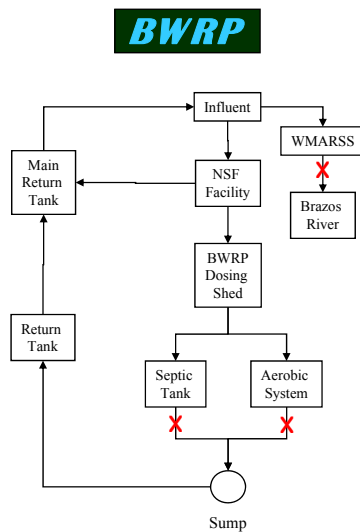 BWRP
Influent
WMARSS
Main
Return
Tank
NSF
Facility
Brazos
River
BWRP
Dosing
Shed
Return
Tank
Septic
Tank
Aerobic
System
Sump